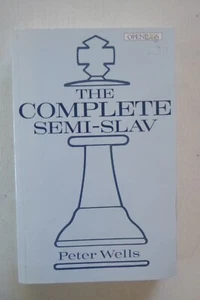 THE
COMPLETE
SEMI-SLAV
Peter Wells